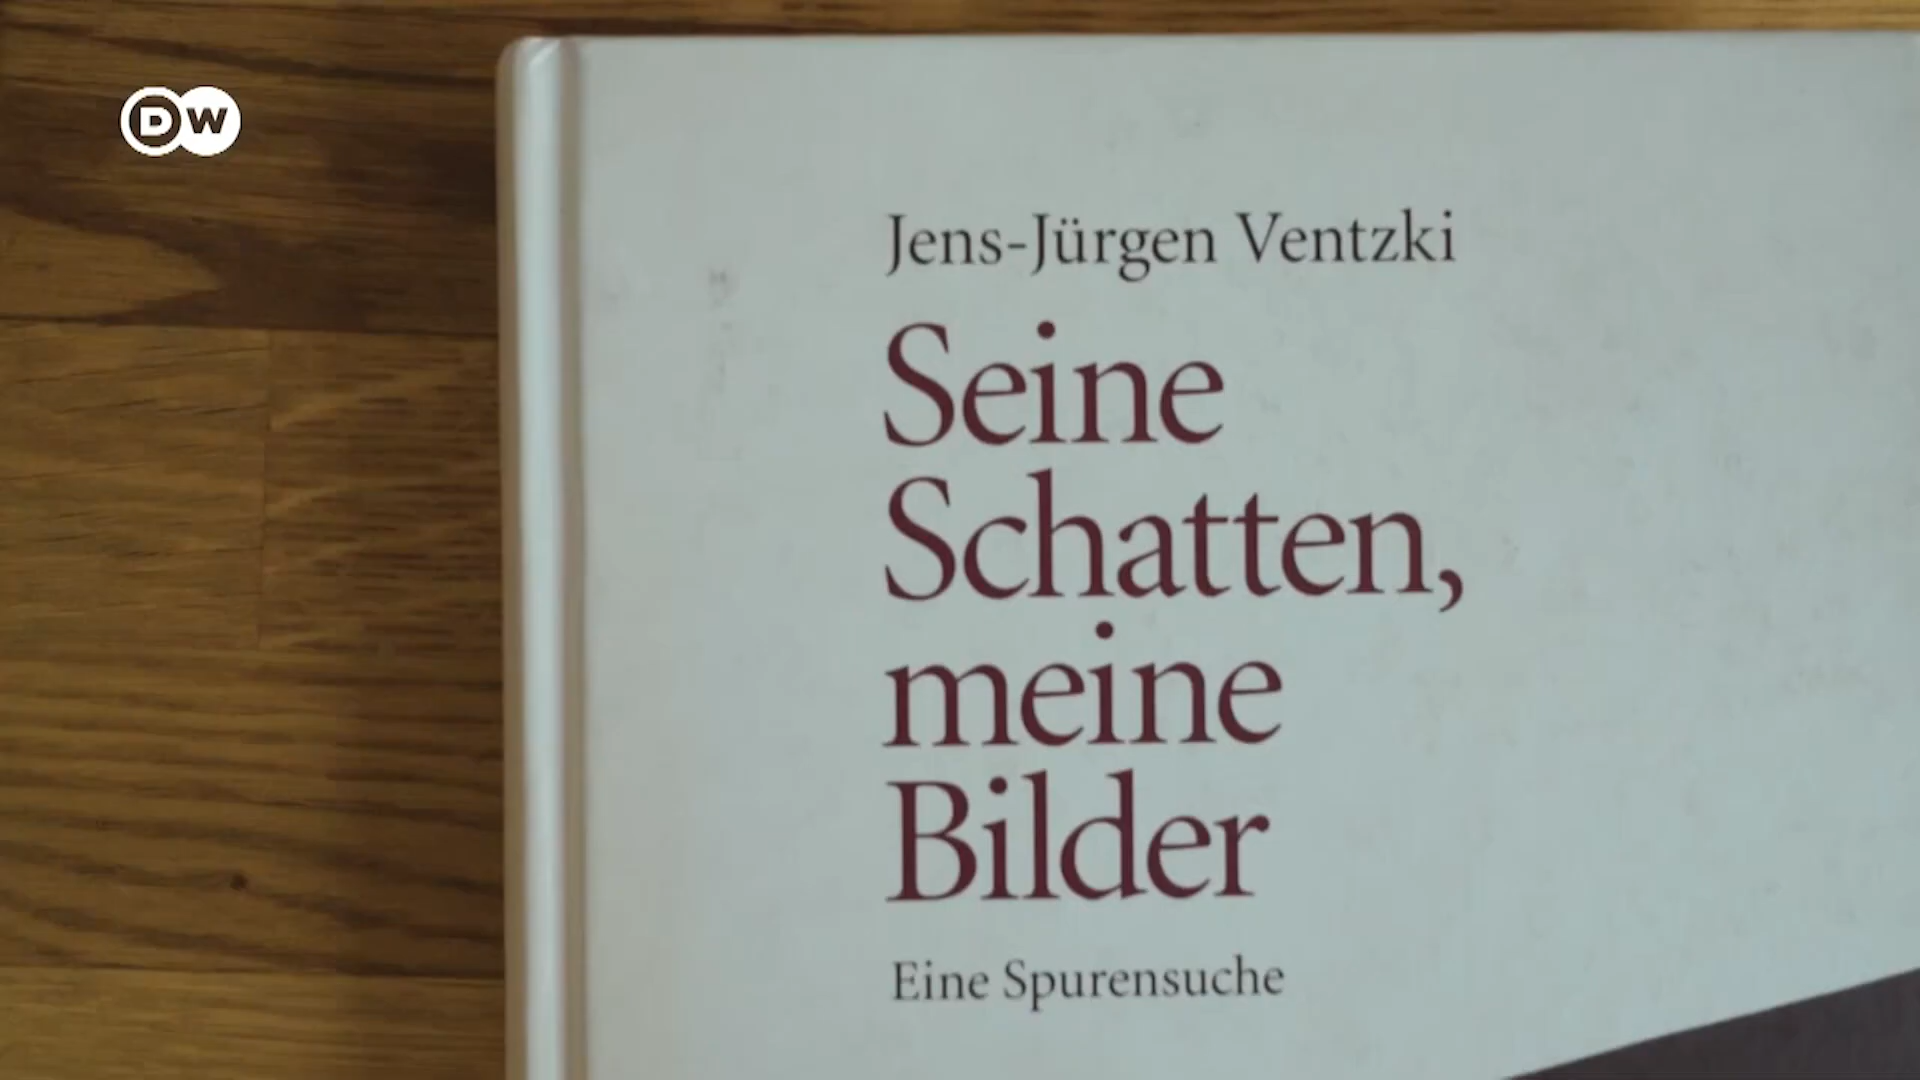 DW
Jens-Jürgen Ventzki
Seine
Schatten,
meine
Bilder
Eine Spurensuche